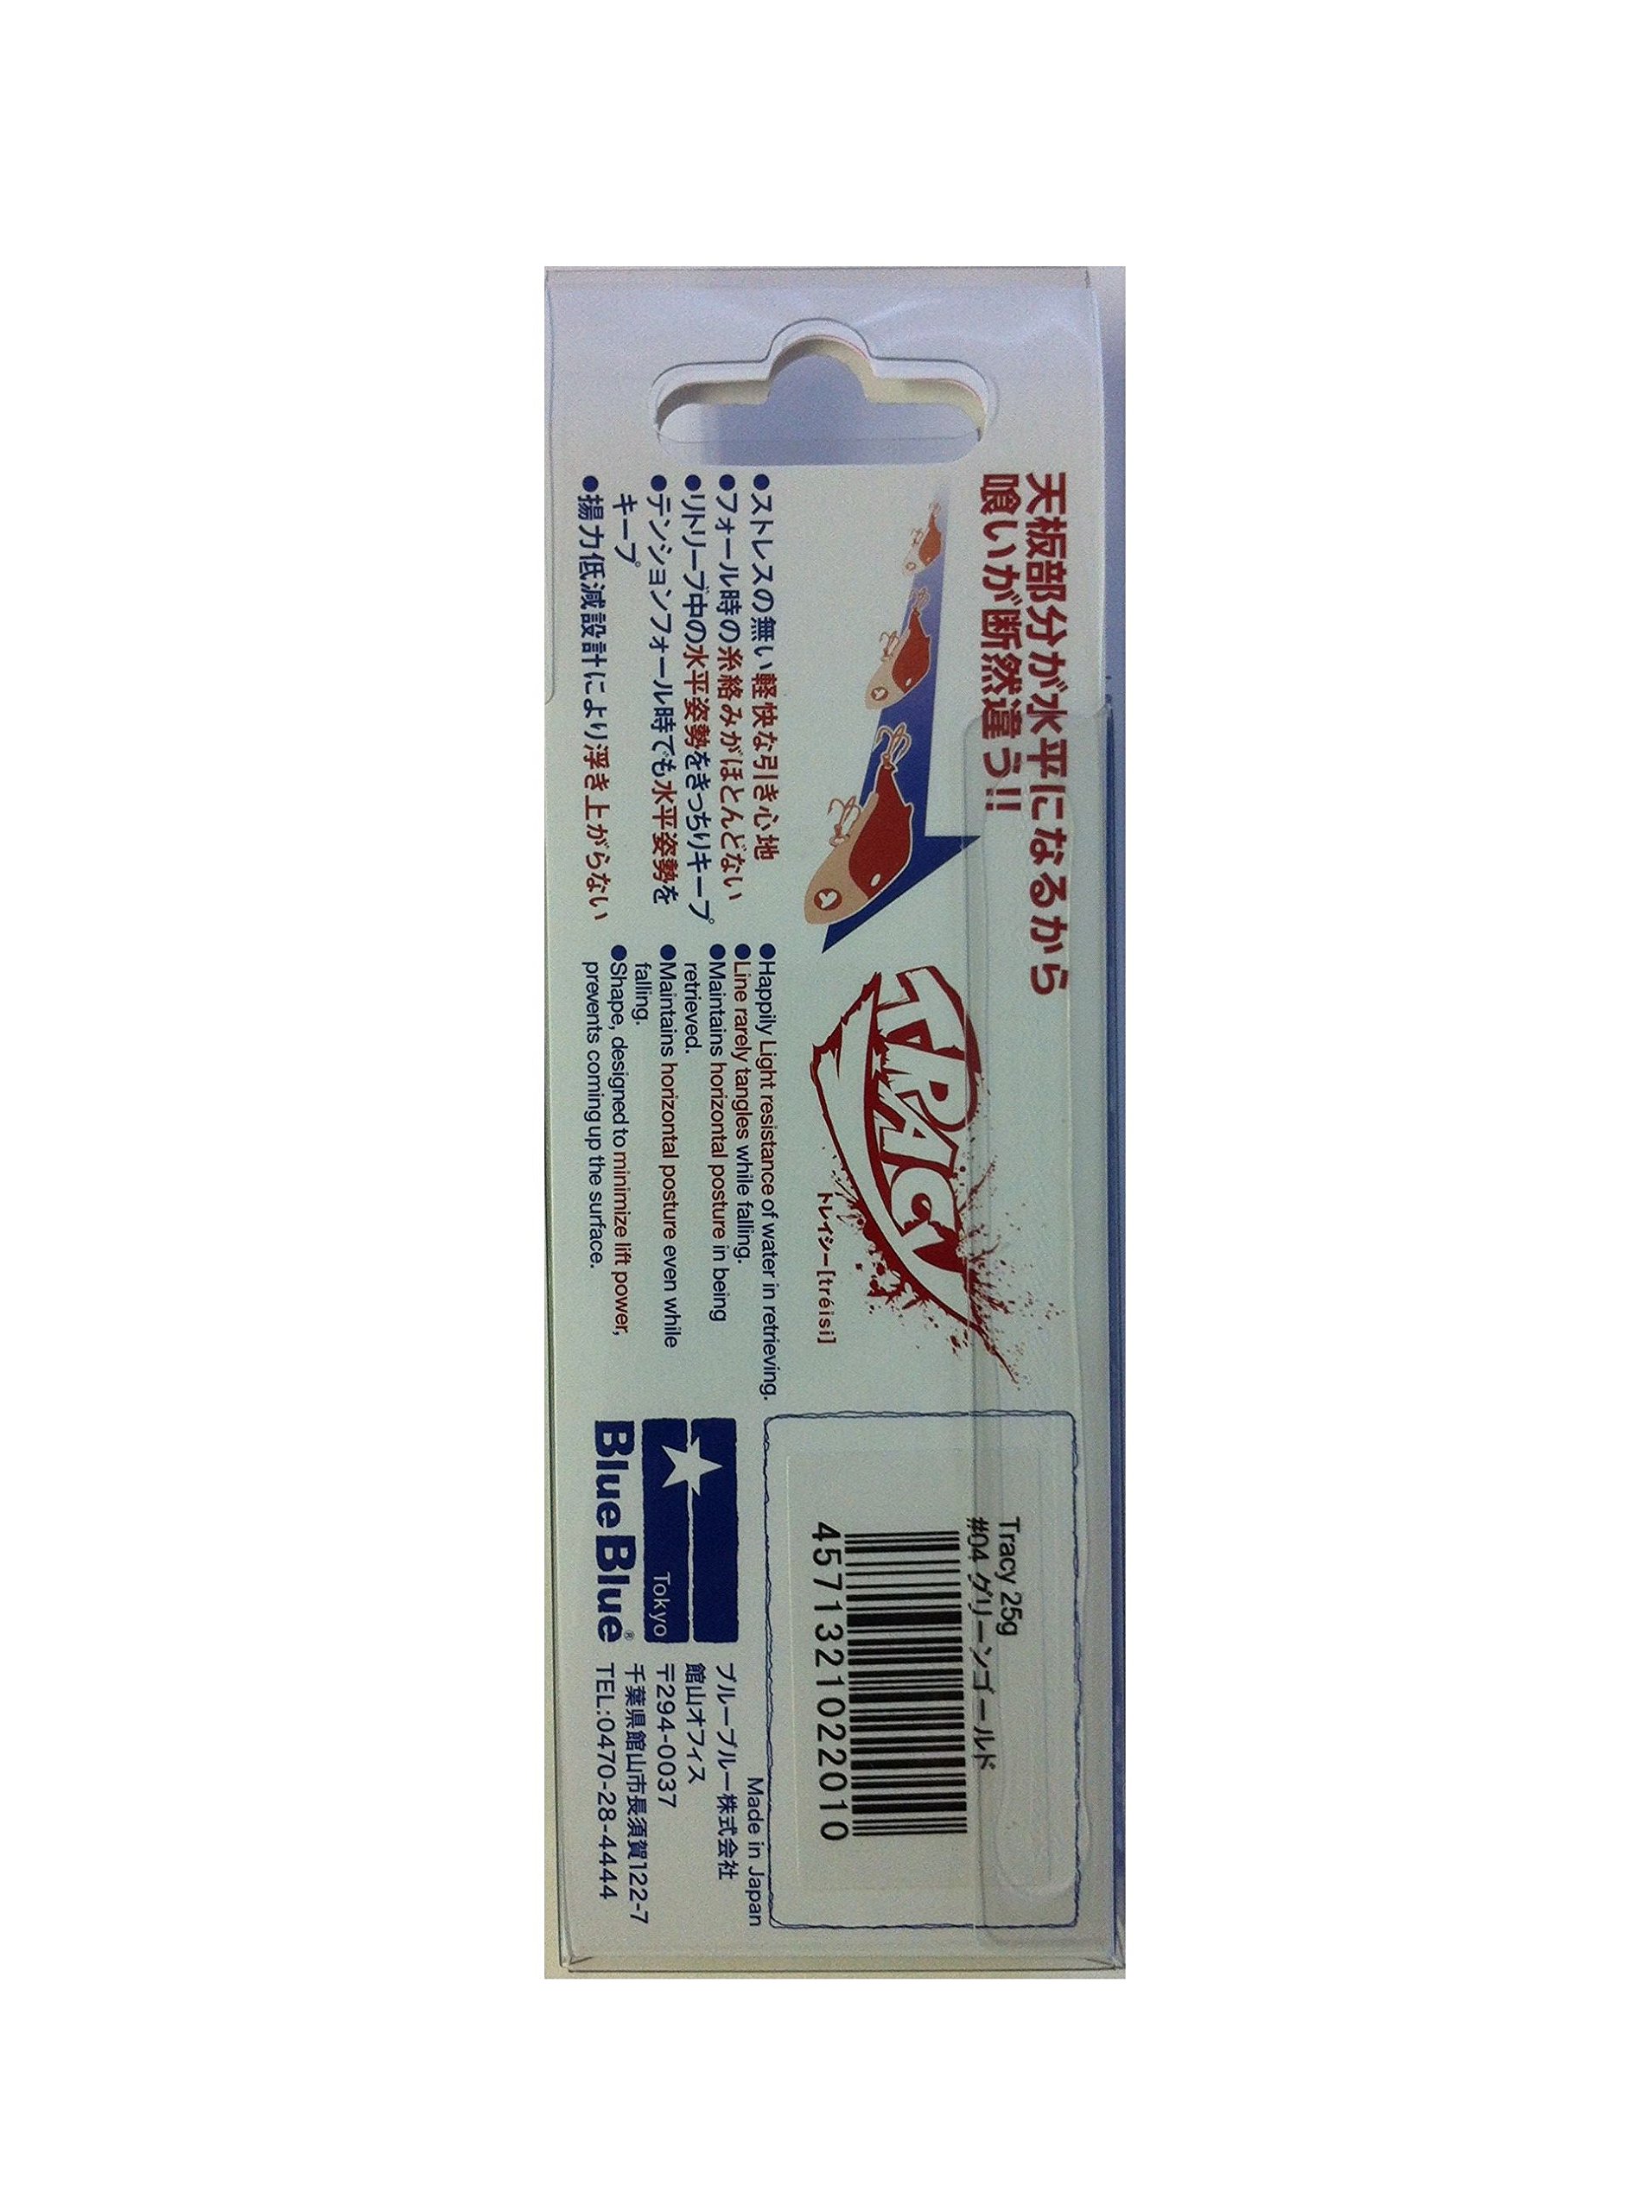 天板部分が水平になるから
喰いが断然違う!!
TRACY
トレイシー[tréisi]
●ストレスの無い軽快な引き心地
●フォール時の糸絡みがほとんどない
●リトリーブ中の水平姿勢をきっちりキープ
●テンションフォール時でも水平姿勢を
キープ
●揚力低減設計により浮き上がらない
●Happily Light resistance of water in retrieving.
●Line rarely tangles while falling.
●Maintains horizontal posture in being
retrieved.
●Maintains horizontal posture even while
falling.
●Shape, designed to minimize lift power,
prevents coming up the surface.
Tracy 25g
#04 グリーンゴールド
4571321022010
Tokyo
BlueBlue®
Made in Japan
ブルーブルー株式会社
館山オフィス
〒294-0037
千葉県館山市長須賀122-7
TEL:0470-28-4444